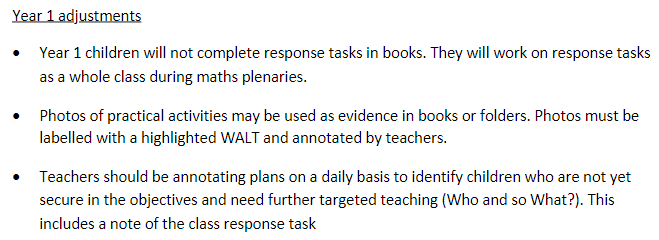 Year 1 adjustments
• Year 1 children will not complete response tasks in books. They will work on response tasks
as a whole class during maths plenaries.
• Photos of practical activities may be used as evidence in books or folders. Photos must be
labelled with a highlighted WALT and annotated by teachers.
• Teachers should be annotating plans on a daily basis to identify children who are not yet
secure in the objectives and need further targeted teaching (Who and so What?). This
includes a note of the class response task